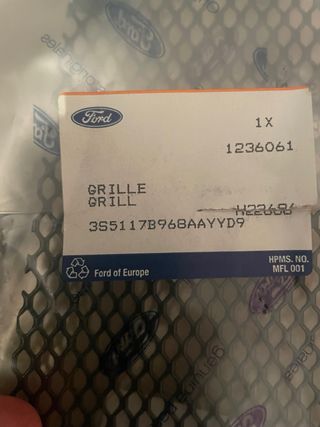 Ford
1X
1236061
GRILLE
GRILL
3S5117B968AAYYD9
Ford of Europe
HPMS. NO.
MFL 001